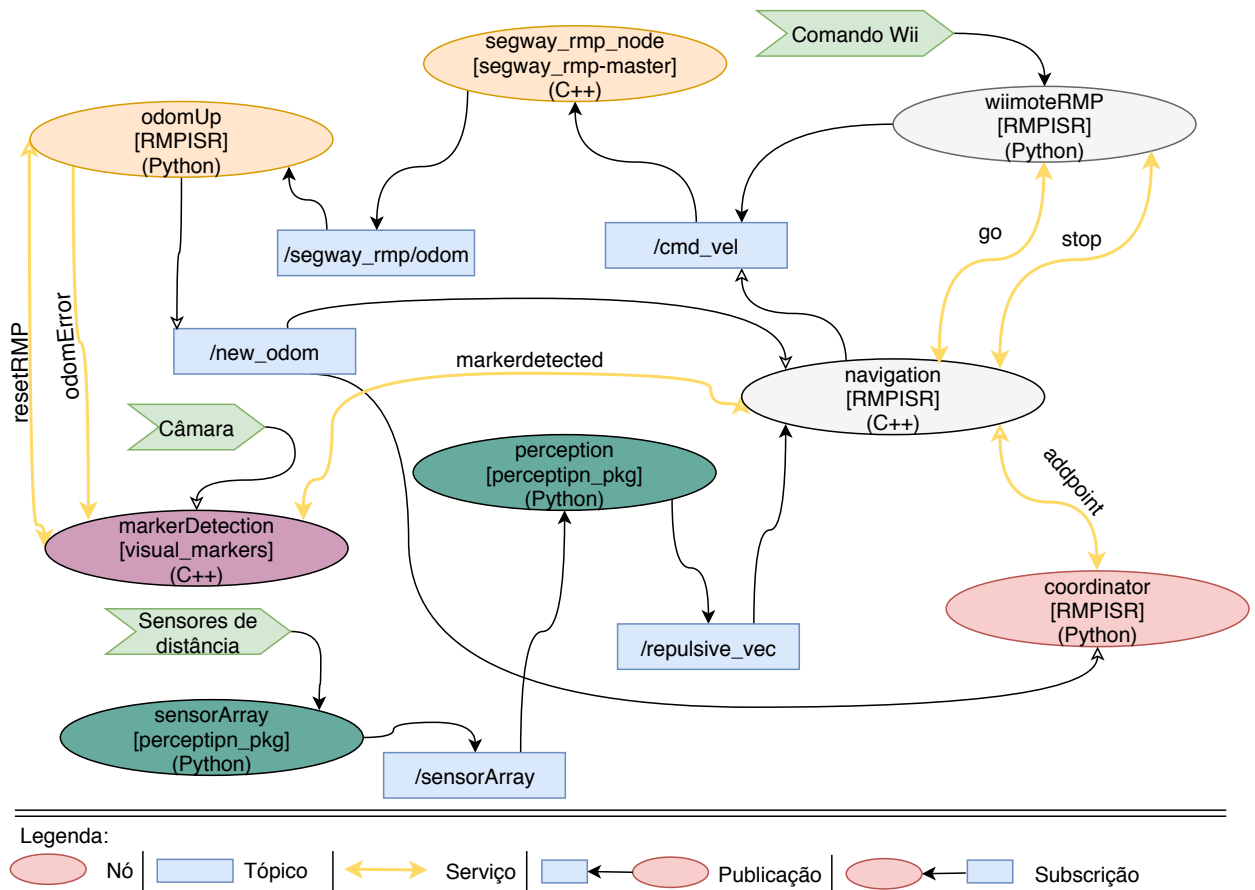 segway_rmp_node
[segway_rmp-master]
(C++)
Comando Wii
odomUp
[RMPISR]
(Python)
wiimoteRMP
[RMPISR]
(Python)
/segway_rmp/odom
/cmd_vel
go
stop
resetRMP
odomError
/new_odom
markerdetected
navigation
[RMPISR]
(C++)
Câmara
perception
[perceptipn_pkg]
(Python)
addpoint
markerDetection
[visual_markers]
(C++)
coordinator
[RMPISR]
(Python)
Sensores de
distância
/repulsive_vec
sensorArray
[perceptipn_pkg]
(Python)
/sensorArray
Legenda:
Nó
Tópico
Serviço
Publicação
Subscrição